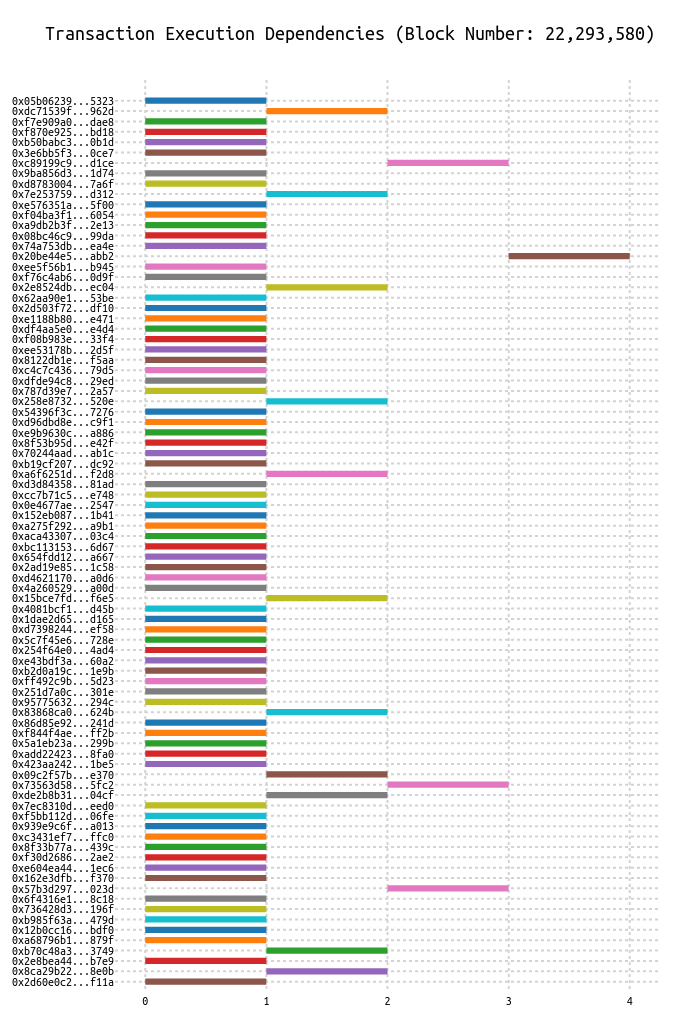 Transaction Execution Dependencies (Block Number: 22,293,580)
0x05b06239...5323
0xdc71539f...962d
0xf7e909a0...dae8
0xf870e925...bd18
0xb50babc3...0b1d
0x3e6bb5f3...0ce7
0xc89199c9...d1ce
0x9ba856d3...1d74
0xd8783004...7a6f
0x7e253759...d312
0xe576351a...5f00
0xf04ba3f1...6054
0xa9db2b3f...2e13
0x08bc46c9...99da
0x74a753db...ea4e
0x20be44e5...abb2
0xee5f56b1...b945
0xf76c4ab6...0d9f
0x2e8524db...ec04
0x62aa90e1...53be
0x2d503f72...df10
0xe1188b80...e471
0xdf4aa5e0...e4d4
0xf08b983e...33f4
0xee53178b...2d5f
0x8122db1e...f5aa
0xc4c7c436...79d5
0xdfde94c8...29ed
0x787d39e7...2a57
0x258e8732...520e
0x54396f3c...7276
0xd96dbd8e...c9f1
0xe9b9630c...a886
0x8f53b95d...e42f
0x70244aad...ab1c
0xb19cf207...dc92
0xa6f6251d...f2d8
0xd3d84358...81ad
0xcc7b71c5...e748
0x0e4677ae...2547
0x152eb087...1b41
0xa275f292...a9b1
0xaca43307...03c4
0xbc113153...6d67
0x654fdd12...a667
0x2ad19e85...1c58
0xd4621170...a0d6
0x4a260529...a00d
0x15bce7fd...f6e5
0x4081bcf1...d45b
0x1dae2d65...d165
0xd7398244...ef58
0x5c7f45e6...728e
0x254f64e0...4ad4
0xe43bdf3a...60a2
0xb2d0a19c...1e9b
0xff492c9b...5d23
0x251d7a0c...301e
0x95775632...294c
0x83868ca0...624b
0x86d85e92...241d
0xf844f4ae...ff2b
0x5a1eb23a...299b
0xadd22423...8fa0
0x423aa242...1be5
0x09c2f57b...e370
0x73563d58...5fc2
0xde2b8b31...04cf
0x7ec8310d...eed0
0xf5bb112d...06fe
0x939e9c6f...a013
0xc3431ef7...ffc0
0x8f33b77a...439c
0xf30d2686...2ae2
0xe604ea44...1ec6
0x162e3dfb...f370
0x57b3d297...023d
0x6f4316e1...8c18
0x736428d3...196f
0xb985f63a...479d
0x12b0cc16...bdf0
0xa68796b1...879f
0xb70c48a3...3749
0x2e8bea44...b7e9
0x8ca29b22...8e0b
0x2d60e0c2...f11a
0 1 2 3 4